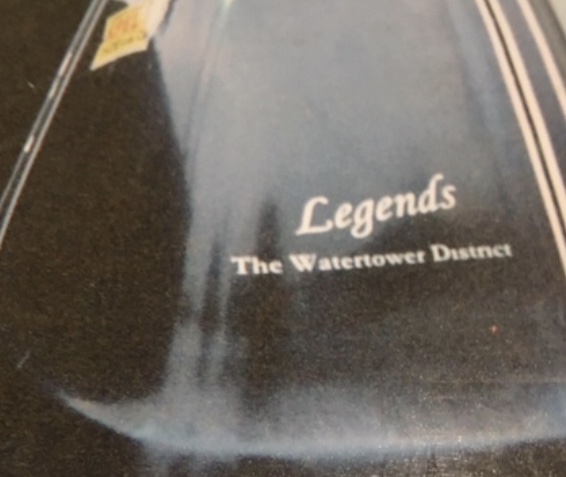 Legends
The Watertower District